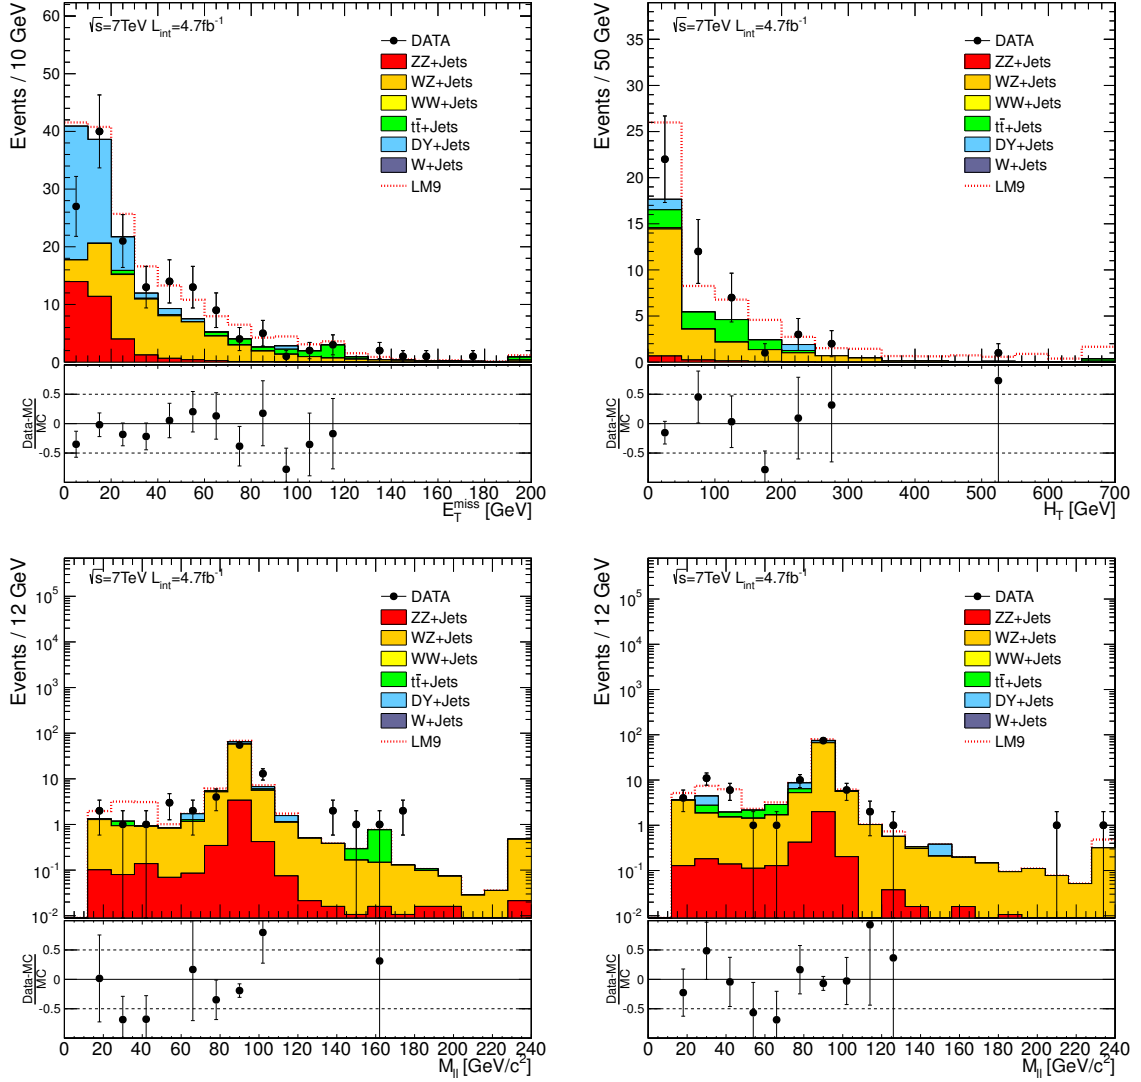 √s=7TeV L_int=4.7fb⁻¹
Events / 10 GeV
60
50
40
30
20
10
0
DATA
ZZ+Jets
WZ+Jets
WW+Jets
tt̄+Jets
DY+Jets
W+Jets
LM9
Data-MC
MC
0.5
0
-0.5
0 20 40 60 80 100 120 140 160 180 200
E_T^miss [GeV]
√s=7TeV L_int=4.7fb⁻¹
Events / 50 GeV
35
30
25
20
15
10
5
0
DATA
ZZ+Jets
WZ+Jets
WW+Jets
tt̄+Jets
DY+Jets
W+Jets
LM9
Data-MC
MC
0.5
0
-0.5
0 100 200 300 400 500 600 700
H_T [GeV]
√s=7TeV L_int=4.7fb⁻¹
Events / 12 GeV
10⁵
10⁴
10³
10²
10
1
10⁻¹
10⁻²
DATA
ZZ+Jets
WZ+Jets
WW+Jets
tt̄+Jets
DY+Jets
W+Jets
LM9
Data-MC
MC
0.5
0
-0.5
0 20 40 60 80 100 120 140 160 180 200 220 240
M_ll [GeV/c²]
√s=7TeV L_int=4.7fb⁻¹
Events / 12 GeV
10⁵
10⁴
10³
10²
10
1
10⁻¹
10⁻²
DATA
ZZ+Jets
WZ+Jets
WW+Jets
tt̄+Jets
DY+Jets
W+Jets
LM9
Data-MC
MC
0.5
0
-0.5
0 20 40 60 80 100 120 140 160 180 200 220 240
M_ll [GeV/c²]